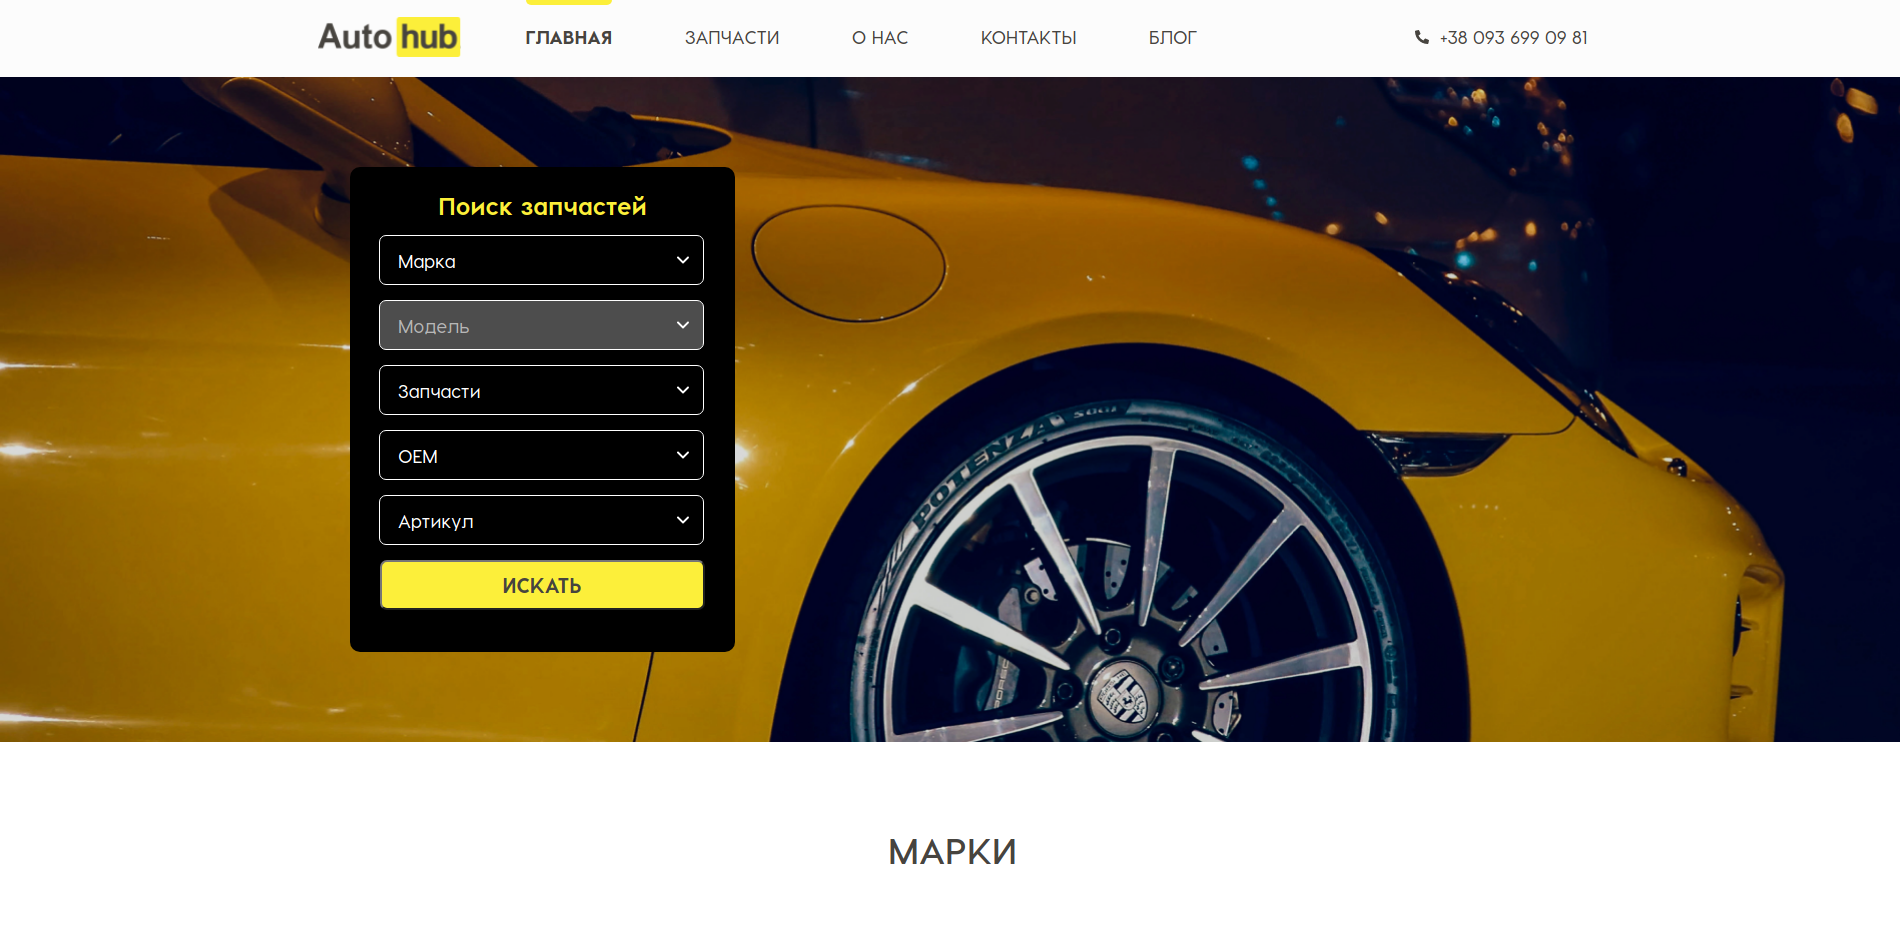 Auto hub
ГЛАВНАЯ
ЗАПЧАСТИ
О НАС
КОНТАКТЫ
БЛОГ
+38 093 699 09 81
Поиск запчастей
Марка
Модель
Запчасти
OEM
Артикул
ИСКАТЬ
POTENZA S001
МАРКИ